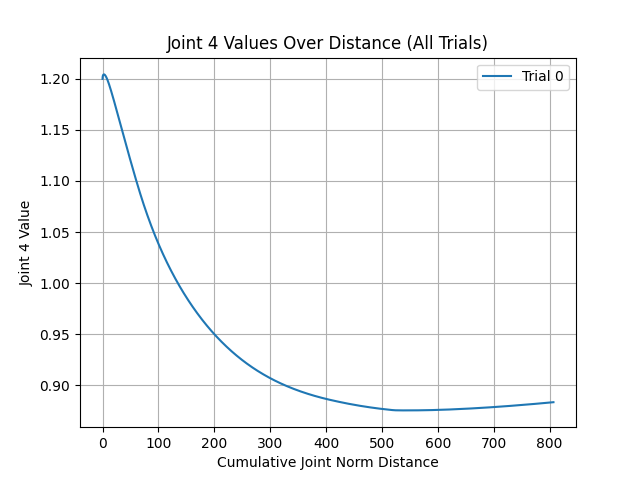 Joint 4 Values Over Distance (All Trials)
Trial 0
1.20
1.15
1.10
1.05
1.00
0.95
0.90
Joint 4 Value
0 100 200 300 400 500 600 700 800
Cumulative Joint Norm Distance